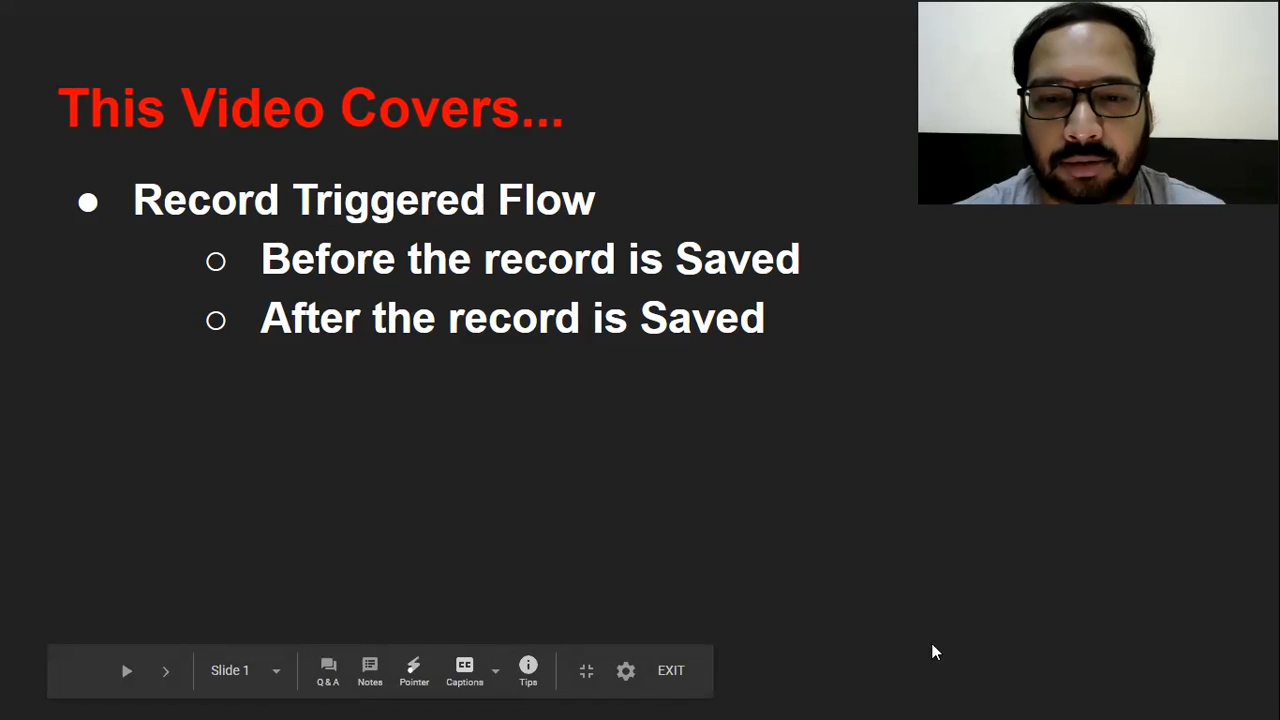 This Video Covers...
● Record Triggered Flow
○ Before the record is Saved
○ After the record is Saved
Slide 1
Q & A
Notes
Pointer
CC
Captions
Tips
EXIT